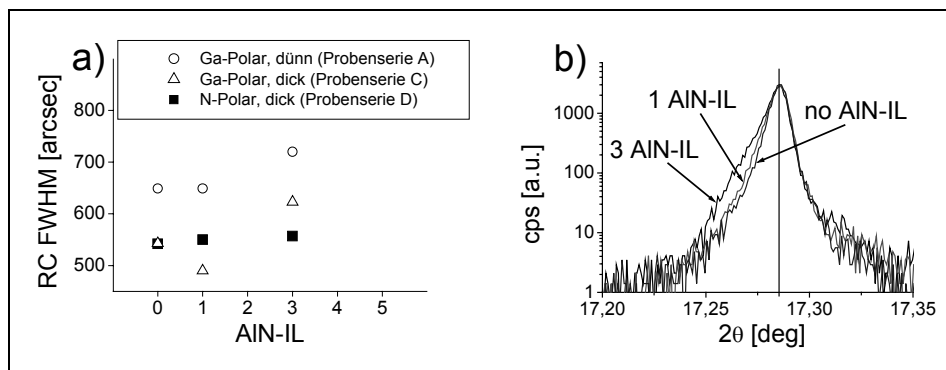 a)
Ga-Polar, dünn (Probenserie A)
Ga-Polar, dick (Probenserie C)
N-Polar, dick (Probenserie D)
800
700
600
500
RC FWHM [arcsec]
0 1 2 3 4 5
AlN-IL
b)
1 AlN-IL
no AlN-IL
3 AlN-IL
1000
100
10
1
cps [a.u.]
17,20 17,25 17,30 17,35
2θ [deg]